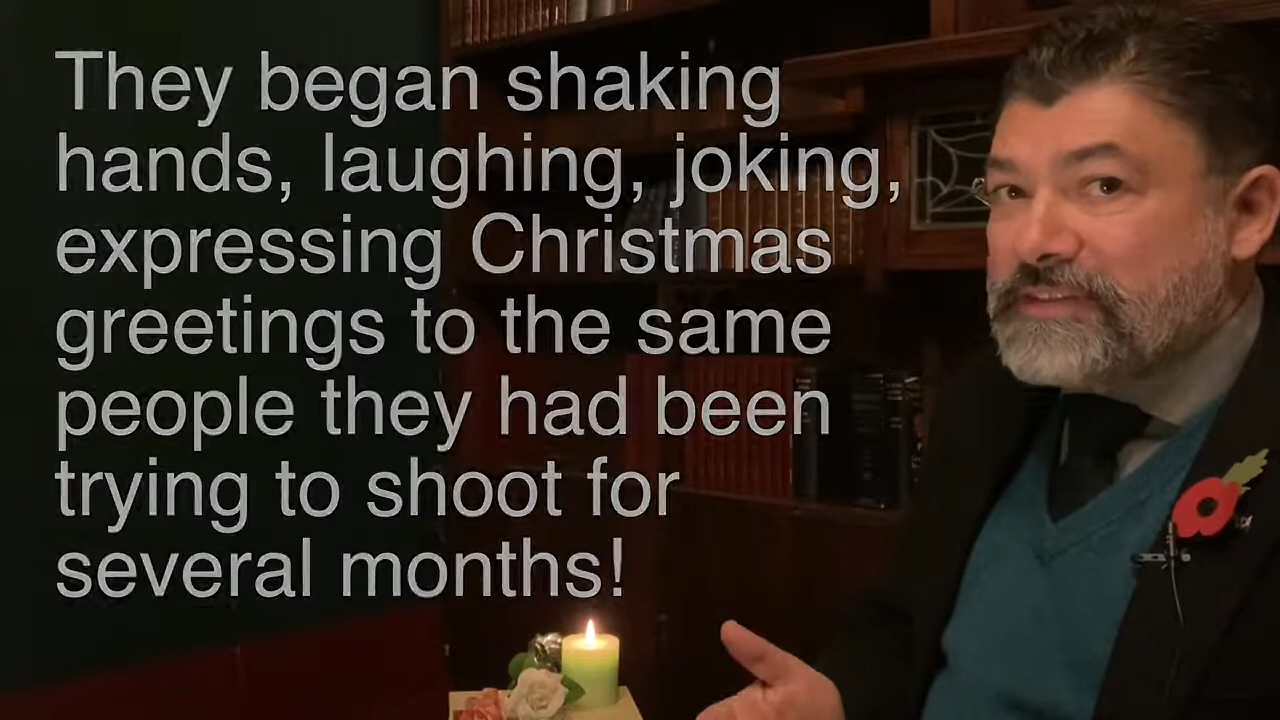 They began shaking
hands, laughing, joking,
expressing Christmas
greetings to the same
people they had been
trying to shoot for
several months!